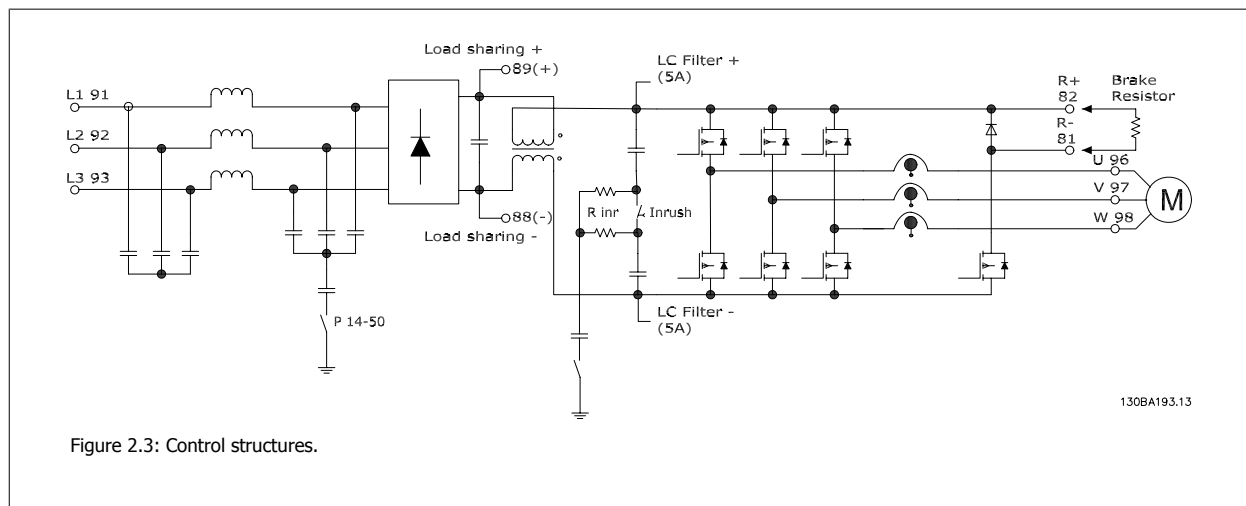 Load sharing +
89(+)
LC Filter +
(5A)
L1 91
L2 92
L3 93
R+
82
Brake
Resistor
R-
81
U 96
V 97
W 98
M
R inr
Inrush
88(-)
Load sharing -
P 14-50
LC Filter -
(5A)
130BA193.13
Figure 2.3: Control structures.